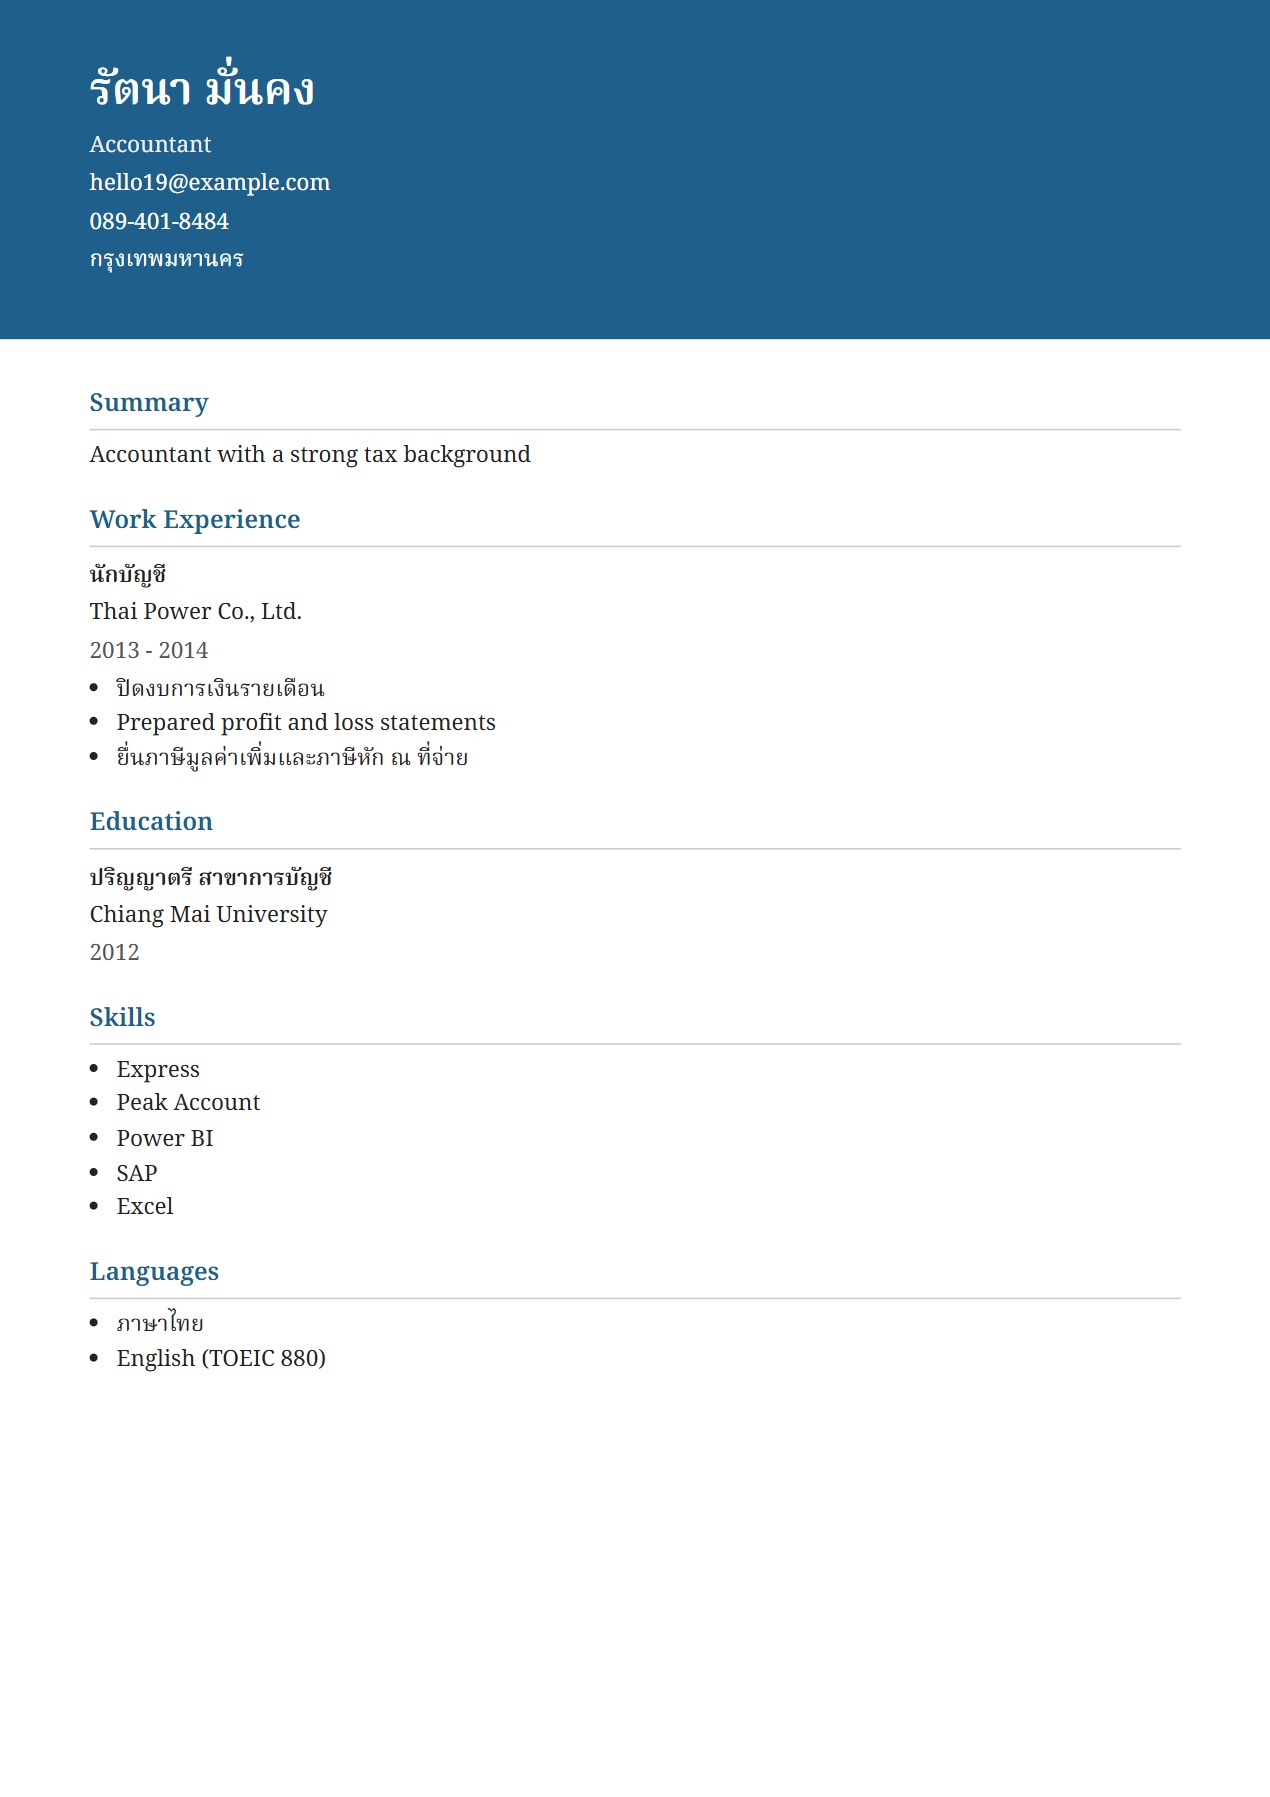 รัตนา มั่นคง
Accountant
hello19@example.com
089-401-8484
กรุงเทพมหานคร
Summary
Accountant with a strong tax background
Work Experience
นักบัญชี
Thai Power Co., Ltd.
2013 - 2014
• ปิดงบการเงินรายเดือน
• Prepared profit and loss statements
• ยื่นภาษีมูลค่าเพิ่มและภาษีหัก ณ ที่จ่าย
Education
ปริญญาตรี สาขาการบัญชี
Chiang Mai University
2012
Skills
• Express
• Peak Account
• Power BI
• SAP
• Excel
Languages
• ภาษาไทย
• English (TOEIC 880)